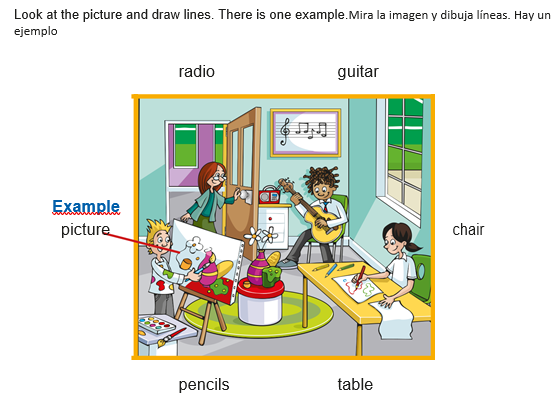 Look at the picture and draw lines. There is one example.Mira la imagen y dibuja líneas. Hay un
ejemplo
radio guitar
Example
picture
chair
pencils table